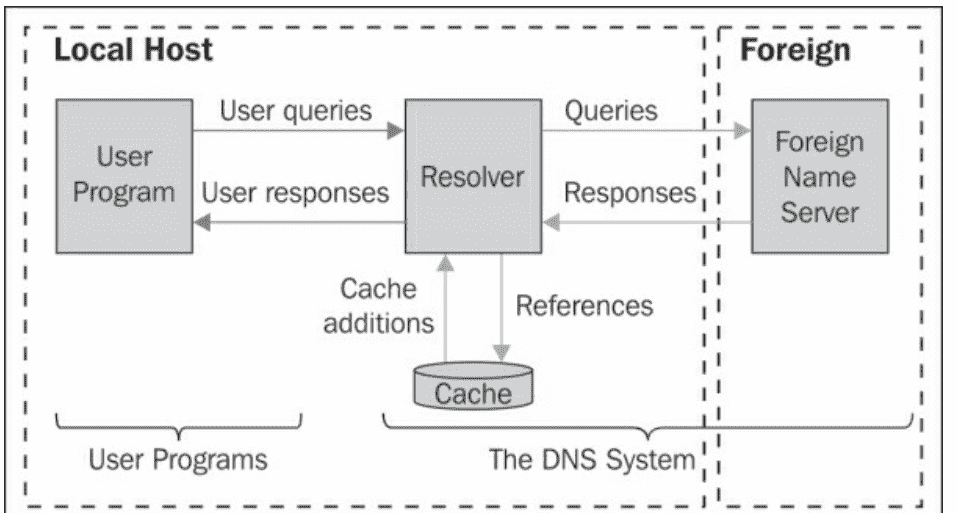 Local Host
Foreign
User queries
Queries
User
Program
Resolver
Foreign
Name
Server
User responses
Responses
Cache
additions
References
Cache
User Programs
The DNS System